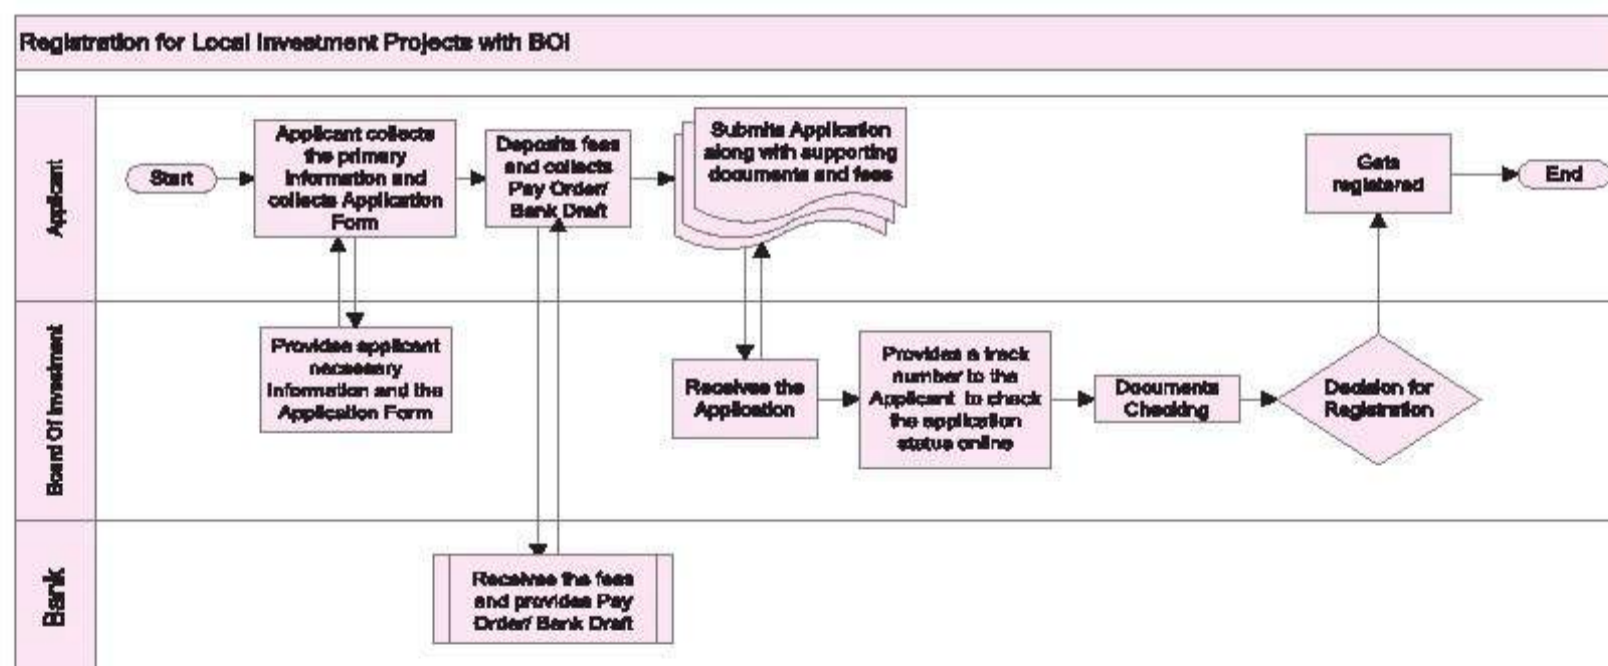 Registration for Local Investment Projects with BOI
Applicant
Start
Applicant collects
the primary
Information and
collects Application
Form
Deposits fees
and collects
Pay Order/
Bank Draft
Submits Application
along with supporting
documents and fees
Gets
registered
End
Board Of Investment
Provides applicant
necessary
Information and the
Application Form
Receives the
Application
Provides a track
number to the
Applicant to check
the application
status online
Documents
Checking
Decision for
Registration
Bank
Receives the fees
and provides Pay
Order/ Bank Draft